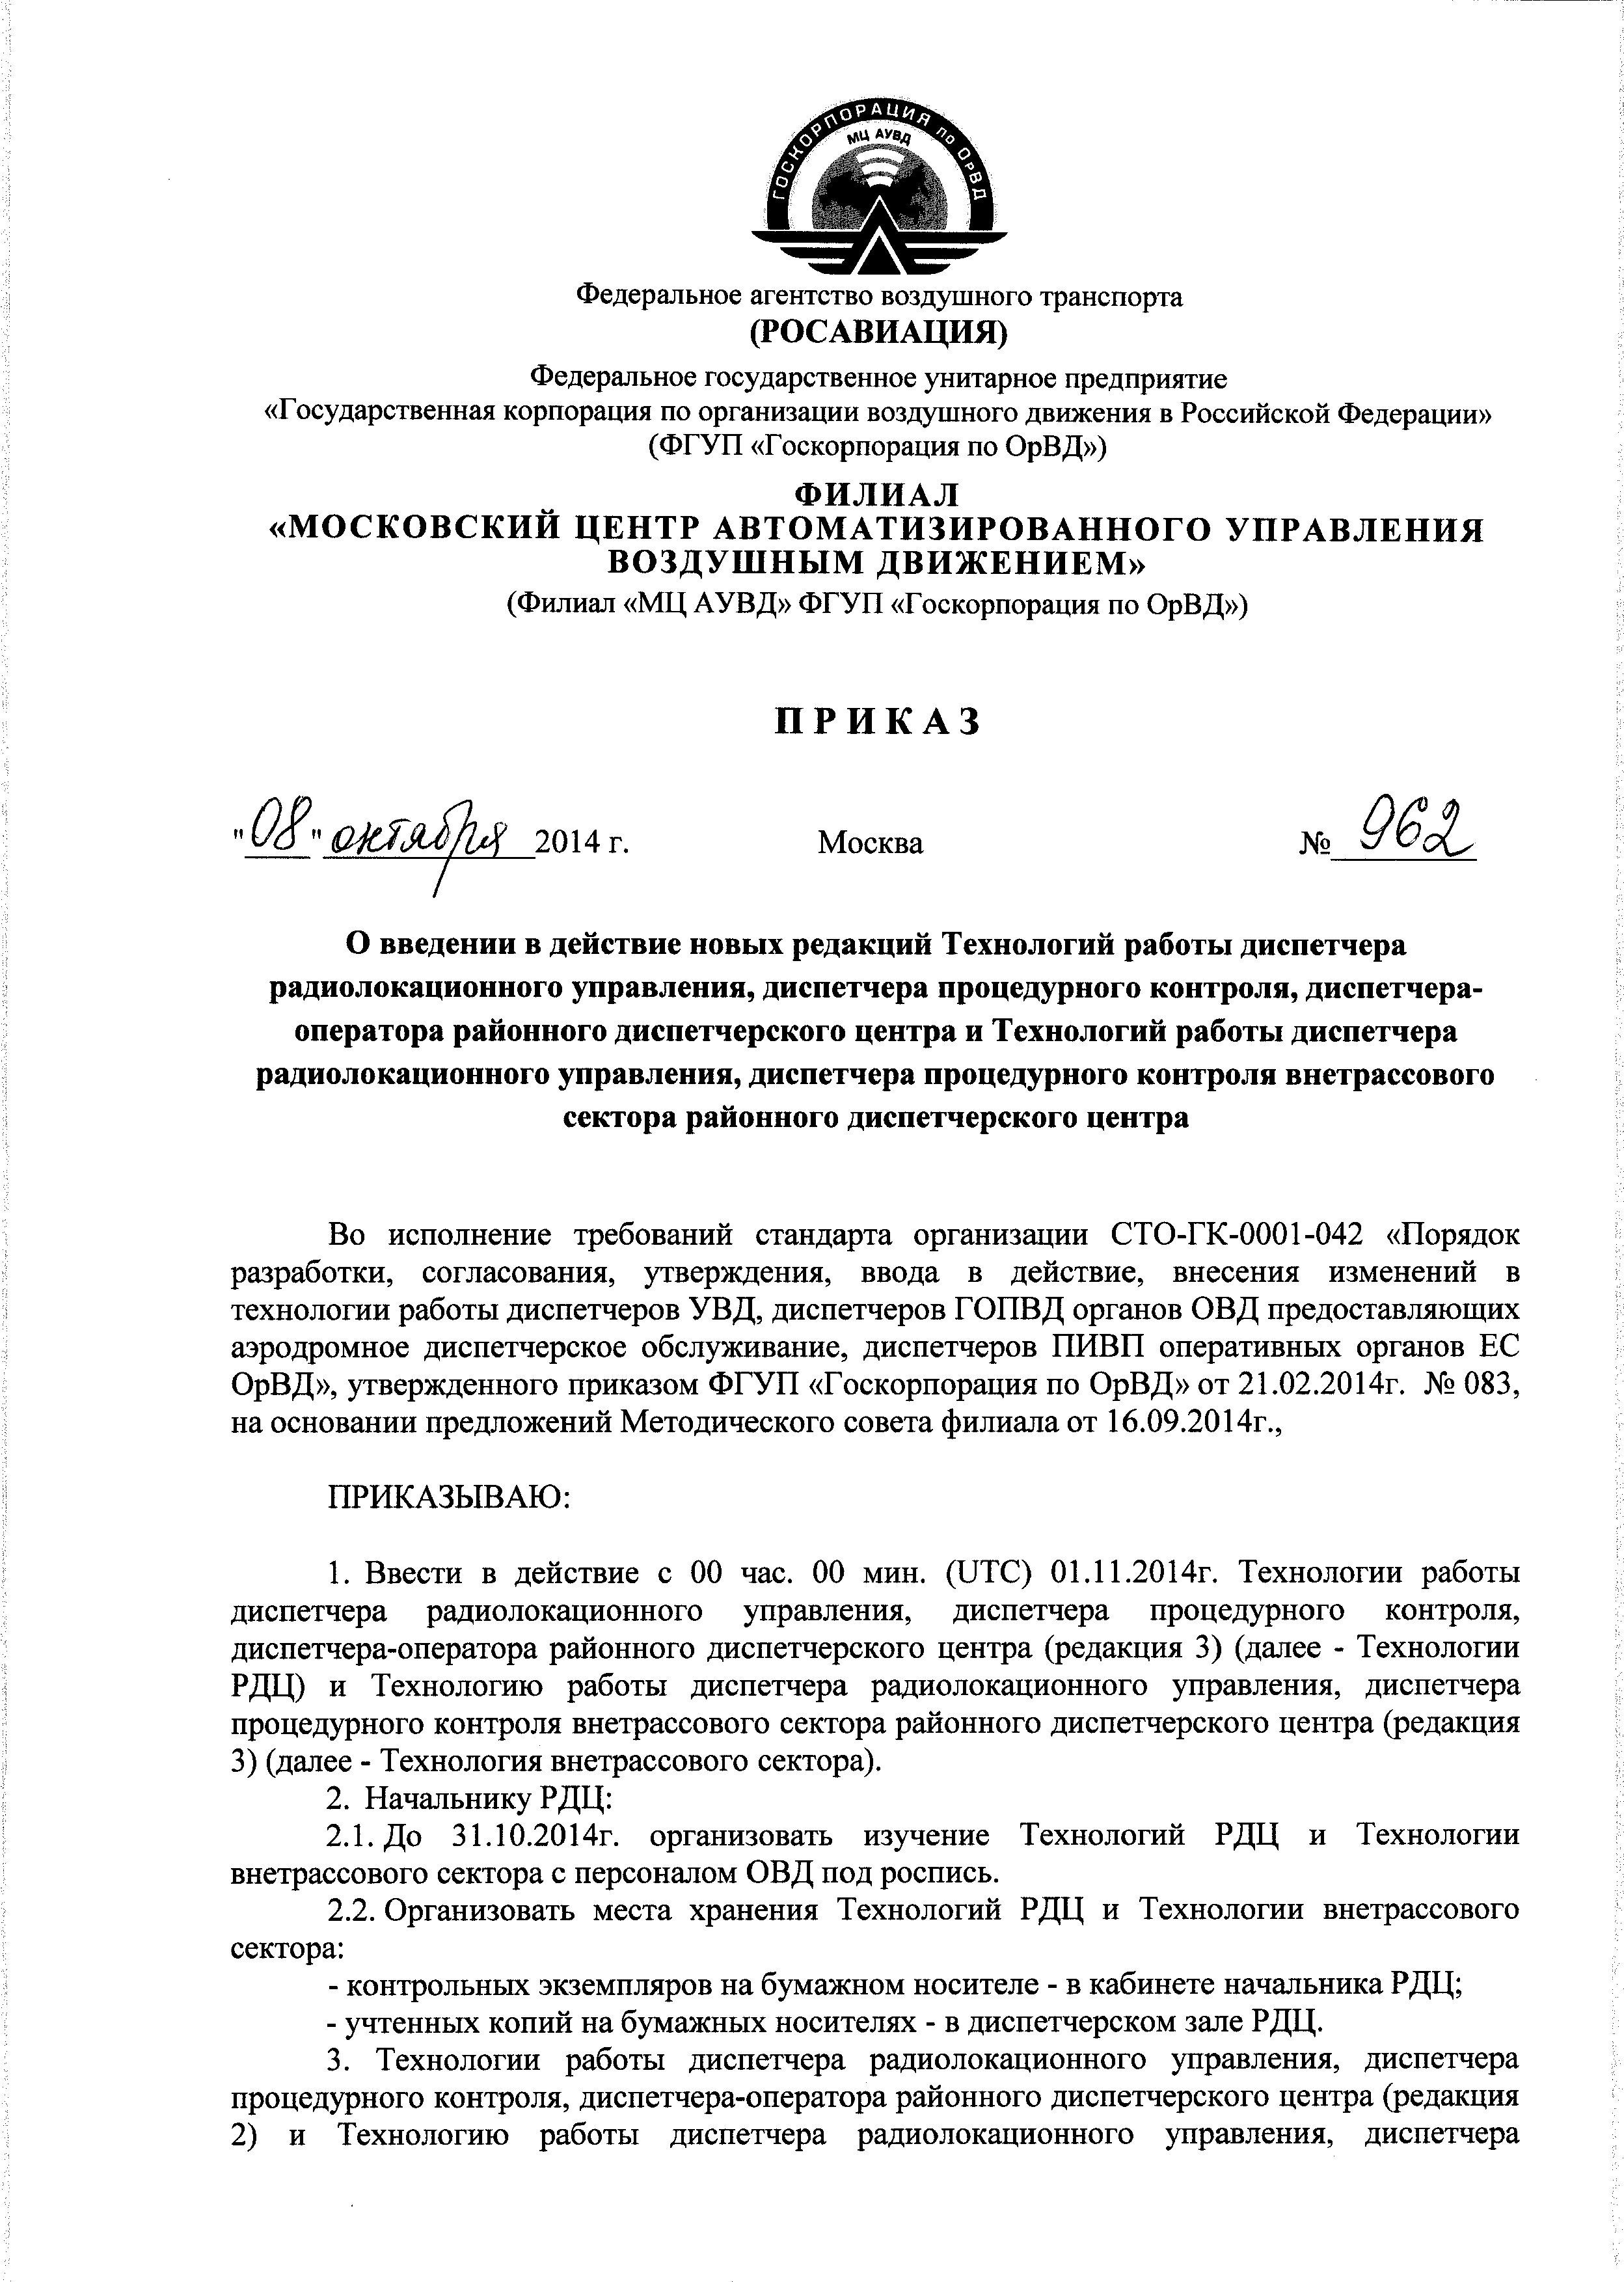 ГОСКОРПОРАЦИЯ по ОрВД
МЦ АУВД
Федеральное агентство воздушного транспорта
(РОСАВИАЦИЯ)
Федеральное государственное унитарное предприятие
«Государственная корпорация по организации воздушного движения в Российской Федерации»
(ФГУП «Госкорпорация по ОрВД»)
ФИЛИАЛ
«МОСКОВСКИЙ ЦЕНТР АВТОМАТИЗИРОВАННОГО УПРАВЛЕНИЯ
ВОЗДУШНЫМ ДВИЖЕНИЕМ»
(Филиал «МЦ АУВД» ФГУП «Госкорпорация по ОрВД»)
П Р И К А З
"08" октября 2014 г. Москва № 962
О введении в действие новых редакций Технологий работы диспетчера
радиолокационного управления, диспетчера процедурного контроля, диспетчера-
оператора районного диспетчерского центра и Технологий работы диспетчера
радиолокационного управления, диспетчера процедурного контроля внетрассового
сектора районного диспетчерского центра
Во исполнение требований стандарта организации СТО-ГК-0001-042 «Порядок
разработки, согласования, утверждения, ввода в действие, внесения изменений в
технологии работы диспетчеров УВД, диспетчеров ГОПВД органов ОВД предоставляющих
аэродромное диспетчерское обслуживание, диспетчеров ПИВП оперативных органов ЕС
ОрВД», утвержденного приказом ФГУП «Госкорпорация по ОрВД» от 21.02.2014г. № 083,
на основании предложений Методического совета филиала от 16.09.2014г.,
ПРИКАЗЫВАЮ:
1. Ввести в действие с 00 час. 00 мин. (UTC) 01.11.2014г. Технологии работы
диспетчера радиолокационного управления, диспетчера процедурного контроля,
диспетчера-оператора районного диспетчерского центра (редакция 3) (далее - Технологии
РДЦ) и Технологию работы диспетчера радиолокационного управления, диспетчера
процедурного контроля внетрассового сектора районного диспетчерского центра (редакция
3) (далее - Технология внетрассового сектора).
2. Начальнику РДЦ:
2.1. До 31.10.2014г. организовать изучение Технологий РДЦ и Технологии
внетрассового сектора с персоналом ОВД под роспись.
2.2. Организовать места хранения Технологий РДЦ и Технологии внетрассового
сектора:
- контрольных экземпляров на бумажном носителе - в кабинете начальника РДЦ;
- учтенных копий на бумажных носителях - в диспетчерском зале РДЦ.
3. Технологии работы диспетчера радиолокационного управления, диспетчера
процедурного контроля, диспетчера-оператора районного диспетчерского центра (редакция
2) и Технологию работы диспетчера радиолокационного управления, диспетчера